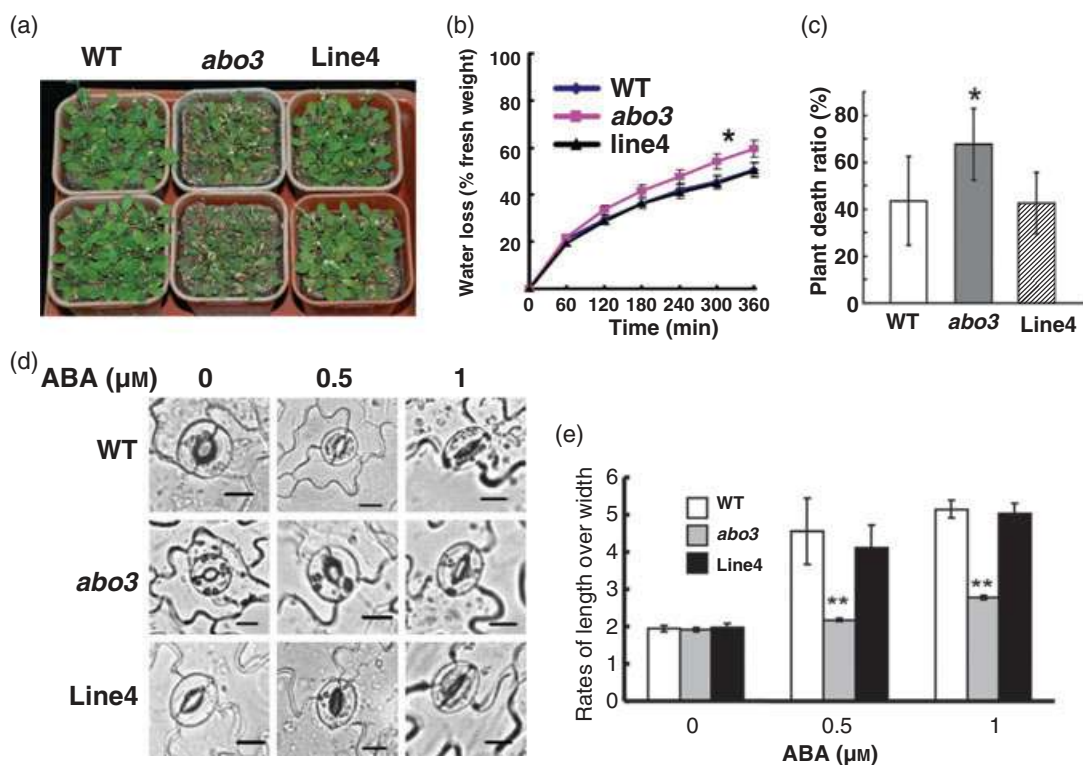 (a)
WT abo3 Line4
(b)
Water loss (% fresh weight)
100
80
60
40
20
0 60 120 180 240 300 360
Time (min)
WT
abo3
line4
*
(c)
Plant death ratio (%)
80
60
40
20
0
*
WT abo3 Line4
(d)
ABA (µM) 0 0.5 1
WT
abo3
Line4
(e)
Rates of length over width
6
5
4
3
2
1
0
WT
abo3
Line4
**
**
0 0.5 1
ABA (µM)